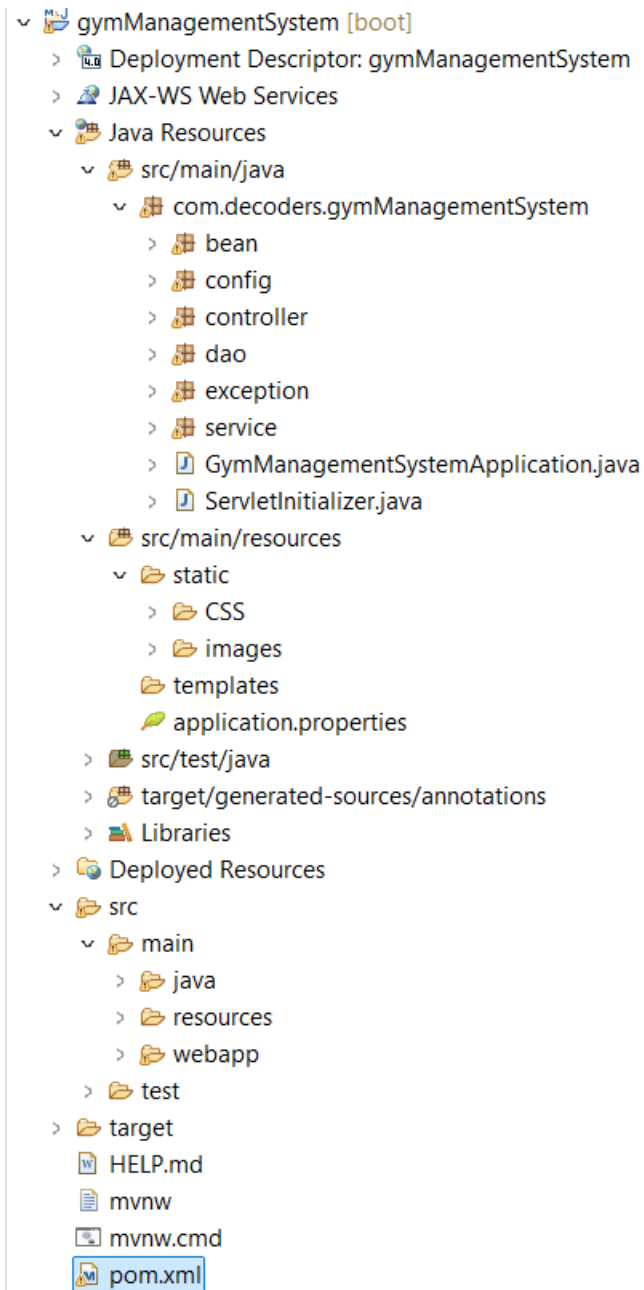 gymManagementSystem [boot]
Deployment Descriptor: gymManagementSystem
JAX-WS Web Services
Java Resources
src/main/java
com.decoders.gymManagementSystem
bean
config
controller
dao
exception
service
GymManagementSystemApplication.java
ServletInitializer.java
src/main/resources
static
CSS
images
templates
application.properties
src/test/java
target/generated-sources/annotations
Libraries
Deployed Resources
src
main
java
resources
webapp
test
target
HELP.md
mvnw
mvnw.cmd
pom.xml